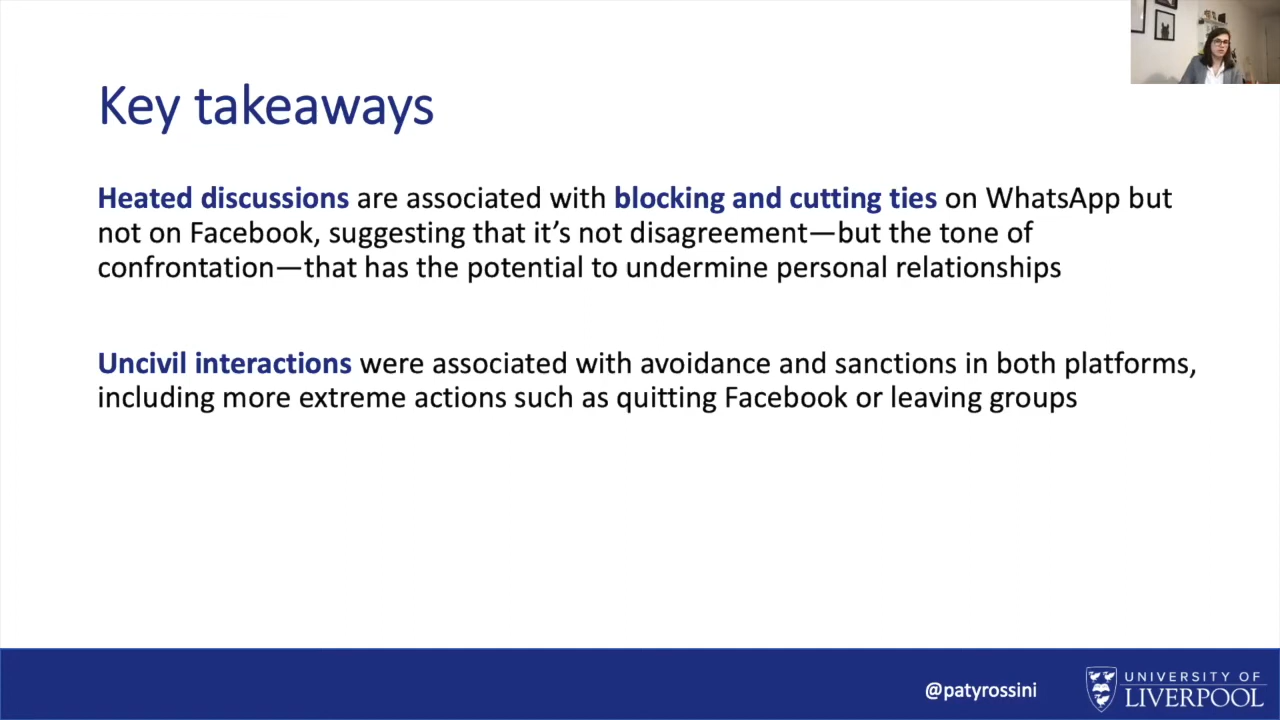 Key takeaways
Heated discussions are associated with blocking and cutting ties on WhatsApp but
not on Facebook, suggesting that it’s not disagreement—but the tone of
confrontation—that has the potential to undermine personal relationships
Uncivil interactions were associated with avoidance and sanctions in both platforms,
including more extreme actions such as quitting Facebook or leaving groups
@patyrossini
UNIVERSITY OF
LIVERPOOL